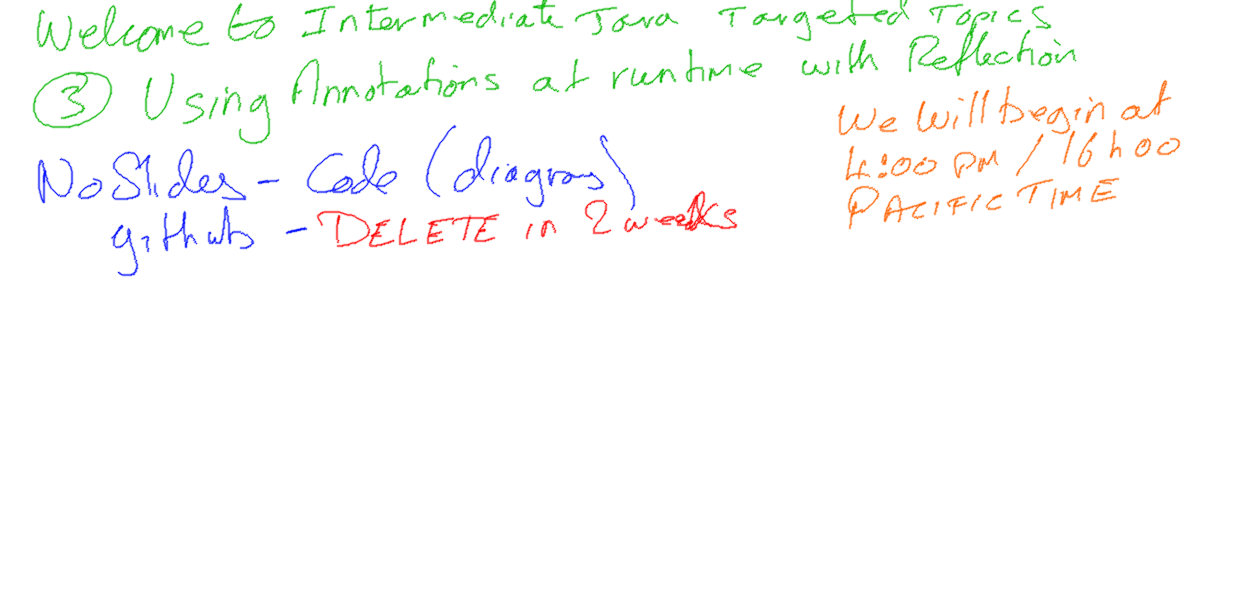 Welcome to Intermediate Java Targeted Topics
③ Using Annotations at runtime with Reflection
We will begin at
4:00 PM / 16h00
PACIFIC TIME
No Slides - Code (diagrams)
github - DELETE in 2 weeks